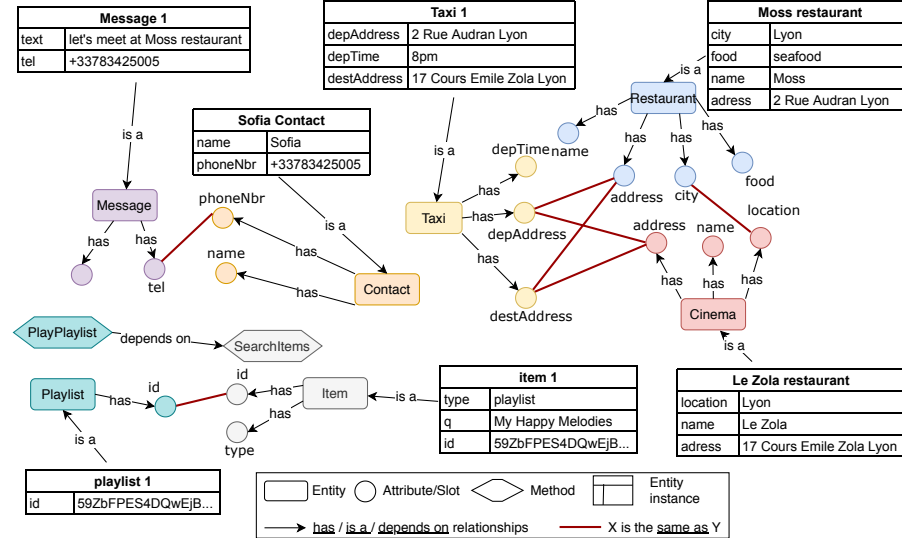 Message 1
text let's meet at Moss restaurant
tel +33783425005
Taxi 1
depAddress 2 Rue Audran Lyon
depTime 8pm
destAddress 17 Cours Emile Zola Lyon
Moss restaurant
city Lyon
food seafood
name Moss
adress 2 Rue Audran Lyon
is a
Restaurant
has
has
has
has
name
address
city
food
is a
Sofia Contact
name Sofia
phoneNbr +33783425005
is a
depTime
has
Taxi
has
depAddress
has
destAddress
Message
has
has
tel
phoneNbr
name
is a
has
has
Contact
address
name
location
has
has
has
Cinema
is a
PlayPlaylist
depends on
SearchItems
Playlist
has
id
id
has
Item
has
type
is a
item 1
type playlist
q My Happy Melodies
id 59ZbFPES4DQwEjB...
Le Zola restaurant
location Lyon
name Le Zola
adress 17 Cours Emile Zola Lyon
is a
playlist 1
id 59ZbFPES4DQwEjB...
Entity
Attribute/Slot
Method
Entity
instance
has / is a / depends on relationships
X is the same as Y